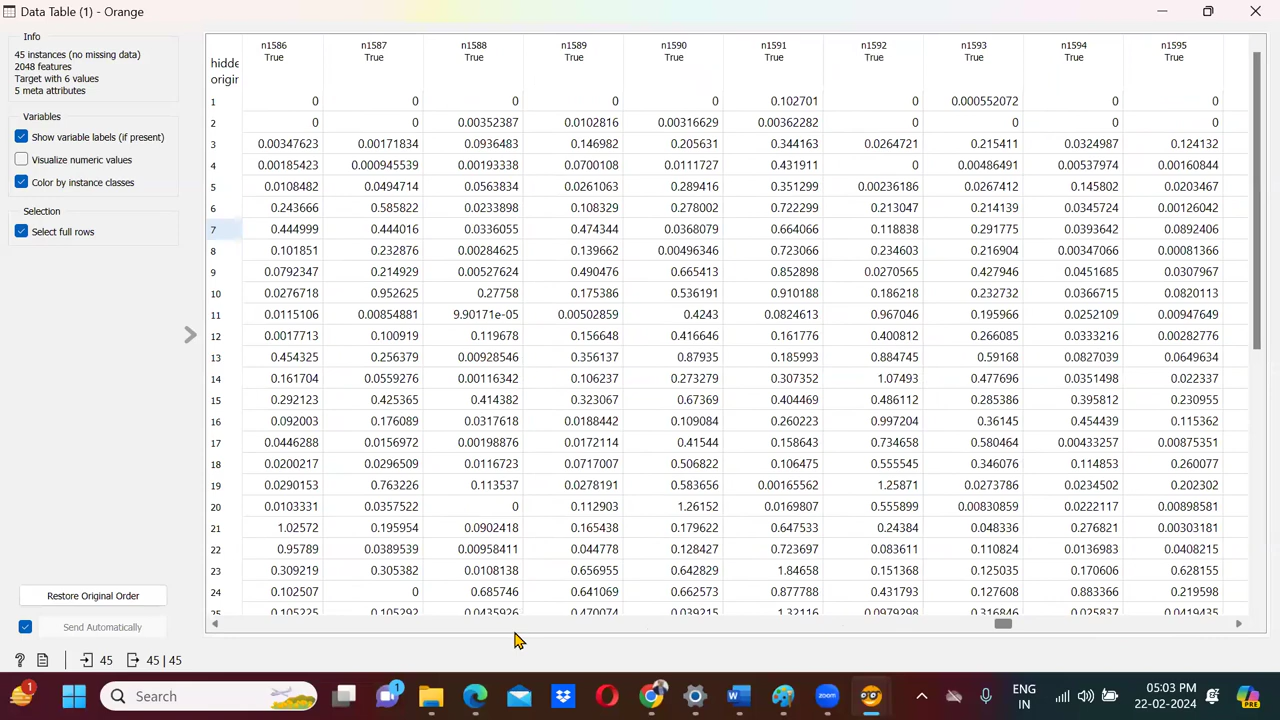 Data Table (1) - Orange
Info
45 instances (no missing data)
2048 features
Target with 6 values
5 meta attributes
Variables
Show variable labels (if present)
Visualize numeric values
Color by instance classes
Selection
Select full rows
Restore Original Order
Send Automatically
45
45 | 45
n1586 n1587 n1588 n1589 n1590 n1591 n1592 n1593 n1594 n1595
True True True True True True True True True True
hidde
origin
1 0 0 0 0 0 0.102701 0 0.000552072 0 0
2 0 0 0.00352387 0.0102816 0.00316629 0.00362282 0 0 0 0
3 0.00347623 0.00171834 0.0936484 0.146982 0.205631 0.344163 0.0264721 0.215411 0.0324987 0.124132
4 0.00185423 0.000945539 0.00193338 0.0700108 0.0111727 0.431911 0 0.00486491 0.00537974 0.00160844
5 0.0108482 0.0494714 0.0563834 0.0261063 0.289416 0.351299 0.00236186 0.0267412 0.145802 0.0203467
6 0.243666 0.585822 0.0233898 0.108329 0.278002 0.722299 0.213047 0.214139 0.0345724 0.00126042
7 0.444999 0.444016 0.0336055 0.474344 0.0368079 0.664066 0.118838 0.291775 0.0393642 0.0892406
8 0.101851 0.232876 0.00284625 0.139662 0.00496346 0.723066 0.234603 0.216904 0.00347066 0.00081366
9 0.0792347 0.214929 0.00527624 0.490476 0.665413 0.852898 0.0270565 0.427946 0.0451685 0.0307967
10 0.0276718 0.952625 0.27758 0.175386 0.536191 0.910188 0.186218 0.232732 0.0366715 0.0820113
11 0.0115106 0.00854881 9.90171e-05 0.00502859 0.4243 0.0824613 0.967046 0.195966 0.0252109 0.00947649
12 0.0017713 0.100919 0.119678 0.156648 0.416646 0.161776 0.400812 0.266085 0.0333216 0.00282776
13 0.454325 0.256379 0.00928546 0.356137 0.87935 0.185993 0.884745 0.59168 0.0827039 0.0649634
14 0.161704 0.0559276 0.00116342 0.106237 0.273279 0.307352 1.07493 0.477696 0.0351498 0.022337
15 0.292123 0.425365 0.414382 0.323067 0.67369 0.404469 0.486112 0.285386 0.395812 0.230955
16 0.092003 0.176089 0.0317618 0.0188442 0.109084 0.260223 0.997204 0.36145 0.454439 0.115362
17 0.0446288 0.0156972 0.00198876 0.0172114 0.41544 0.158643 0.734658 0.580464 0.00433257 0.00875351
18 0.0200217 0.0296509 0.0116723 0.0717007 0.506822 0.106475 0.555545 0.346076 0.114853 0.260077
19 0.0290153 0.763226 0.113537 0.0278191 0.583656 0.00165562 1.25871 0.0273786 0.0234502 0.202302
20 0.0103331 0.0357522 0 0.112903 1.26152 0.0169807 0.555899 0.00830859 0.0222117 0.00898581
21 1.02572 0.195954 0.0902418 0.165438 0.179622 0.647533 0.24384 0.048336 0.276821 0.00303181
22 0.95789 0.0389539 0.00958411 0.044778 0.128427 0.723697 0.083611 0.110824 0.0136983 0.0408215
23 0.309219 0.305382 0.0108138 0.656955 0.642829 1.84658 0.151368 0.125035 0.170606 0.628155
24 0.102507 0 0.685746 0.641069 0.662573 0.877788 0.431793 0.127608 0.883366 0.219598
25 0.105225 0.105292 0.0435926 0.470074 0.039215 1.32116 0.0979298 0.316846 0.025837 0.0419435
1
Search
1
ENG
IN
05:03 PM
22-02-2024
PRE
zoom